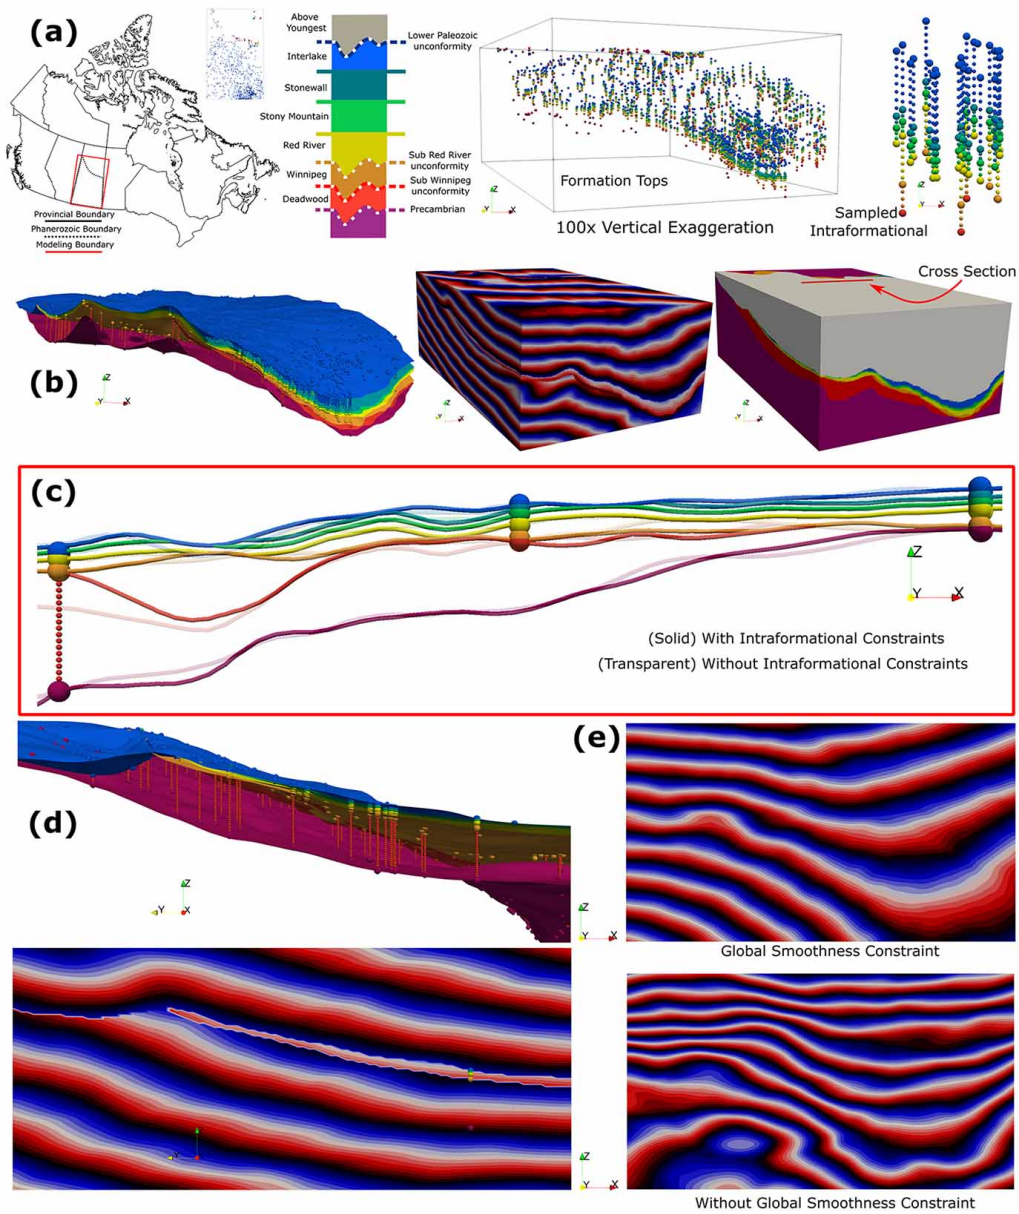 (a)
Above
Youngest
Interlake
Stonewall
Stony Mountain
Red River
Winnipeg
Deadwood
Lower Paleozoic
unconformity
Sub Red River
unconformity
Sub Winnipeg
unconformity
Precambrian
Provincial Boundary
Phanerozoic Boundary
Modeling Boundary
Formation Tops
100x Vertical Exaggeration
Z
Y
X
Sampled
Intraformational
Z
Y
X
(b)
Z
Y
X
Z
Y
X
Cross Section
Z
Y
X
(c)
Z
Y
X
(Solid) With Intraformational Constraints
(Transparent) Without Intraformational Constraints
(d)
Z
Y
X
Y
(e)
Z
Y
X
Global Smoothness Constraint
Z
Y
X
Without Global Smoothness Constraint